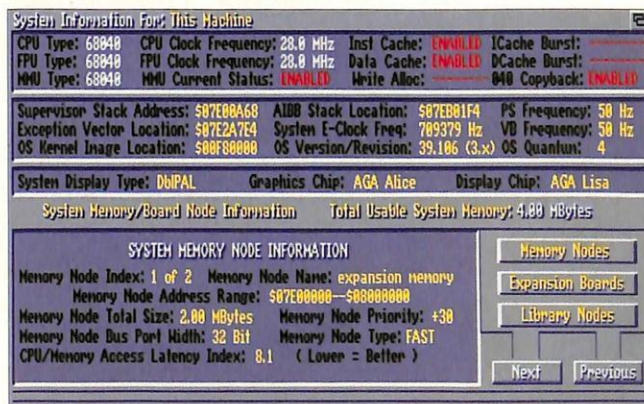 System Information For: This Machine
CPU Type: 68040 CPU Clock Frequency: 28.0 MHz Inst Cache: ENABLED ICache Burst: --------
FPU Type: 68040 FPU Clock Frequency: 28.0 MHz Data Cache: ENABLED DCache Burst: --------
MMU Type: 68040 MMU Current Status: ENABLED Write Alloc: -------- 040 Copyback: ENABLED
Supervisor Stack Address: $07E00A68 AIBB Stack Location: $07EB01F4 PS Frequency: 50 Hz
Exception Vector Location: $07E2A7E4 System E-Clock Freq: 709379 Hz VB Frequency: 50 Hz
OS Kernel Image Location: $00F80000 OS Version/Revision: 39.106 (3.x) OS Quantum: 4
System Display Type: DblPAL Graphics Chip: AGA Alice Display Chip: AGA Lisa
System Memory/Board Node Information Total Usable System Memory: 4.00 MBytes
SYSTEM MEMORY NODE INFORMATION
Memory Node Index: 1 of 2 Memory Node Name: expansion memory
Memory Node Address Range: $07E00000--$08000000
Memory Node Total Size: 2.00 MBytes Memory Node Priority: +30
Memory Node Bus Port Width: 32 Bit Memory Node Type: FAST
CPU/Memory Access Latency Index: 8.1 ( Lower = Better )
Memory Nodes
Expansion Boards
Library Nodes
Next Previous